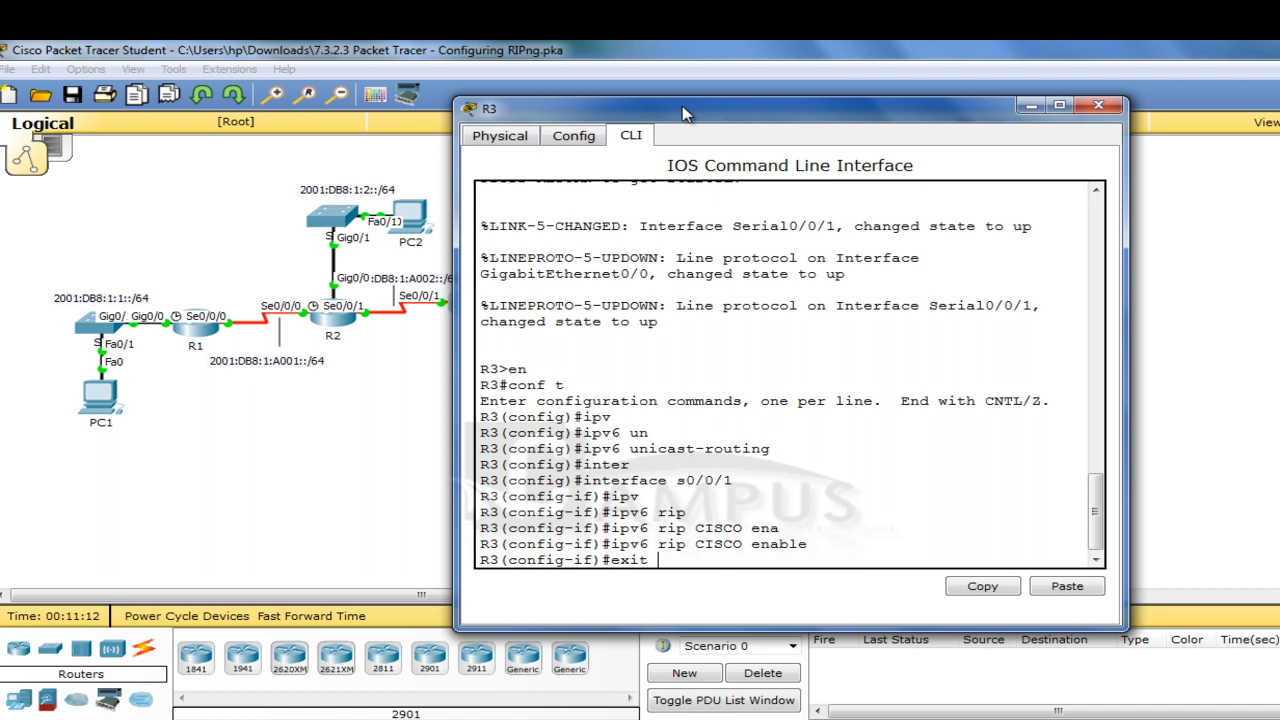 Cisco Packet Tracer Student - C:\Users\hp\Downloads\7.3.2.3 Packet Tracer - Configuring RIPng.pka
File Edit Options View Tools Extensions Help
Logical
[Root]
View
R3
Physical Config CLI
IOS Command Line Interface
%LINK-5-CHANGED: Interface Serial0/0/1, changed state to up
%LINEPROTO-5-UPDOWN: Line protocol on Interface
GigabitEthernet0/0, changed state to up
%LINEPROTO-5-UPDOWN: Line protocol on Interface Serial0/0/1,
changed state to up
R3>en
R3#conf t
Enter configuration commands, one per line.  End with CNTL/Z.
R3(config)#ipv
R3(config)#ipv6 un
R3(config)#ipv6 unicast-routing
R3(config)#inter
R3(config)#interface s0/0/1
R3(config-if)#ipv
R3(config-if)#ipv6 rip
R3(config-if)#ipv6 rip CISCO ena
R3(config-if)#ipv6 rip CISCO enable
R3(config-if)#exit
AMPUS
Copy Paste
2001:DB8:1:2::/64
Fa0/1
PC2
S Gig0/1
Gig0/0
:DB8:1:A002::/6
2001:DB8:1:1::/64
Se0/0/0 Se0/0/1 Se0/0/1
Gig0/ Gig0/0 Se0/0/0
R2
S Fa0/1
R1
2001:DB8:1:A001::/64
Fa0
PC1
Time: 00:11:12 Power Cycle Devices Fast Forward Time
Scenario 0
Fire Last Status Source Destination Type Color Time(sec)
Routers
1841 1941 2620XM 2621XM 2811 2901 2911 Generic Generic
New Delete
Toggle PDU List Window
2901